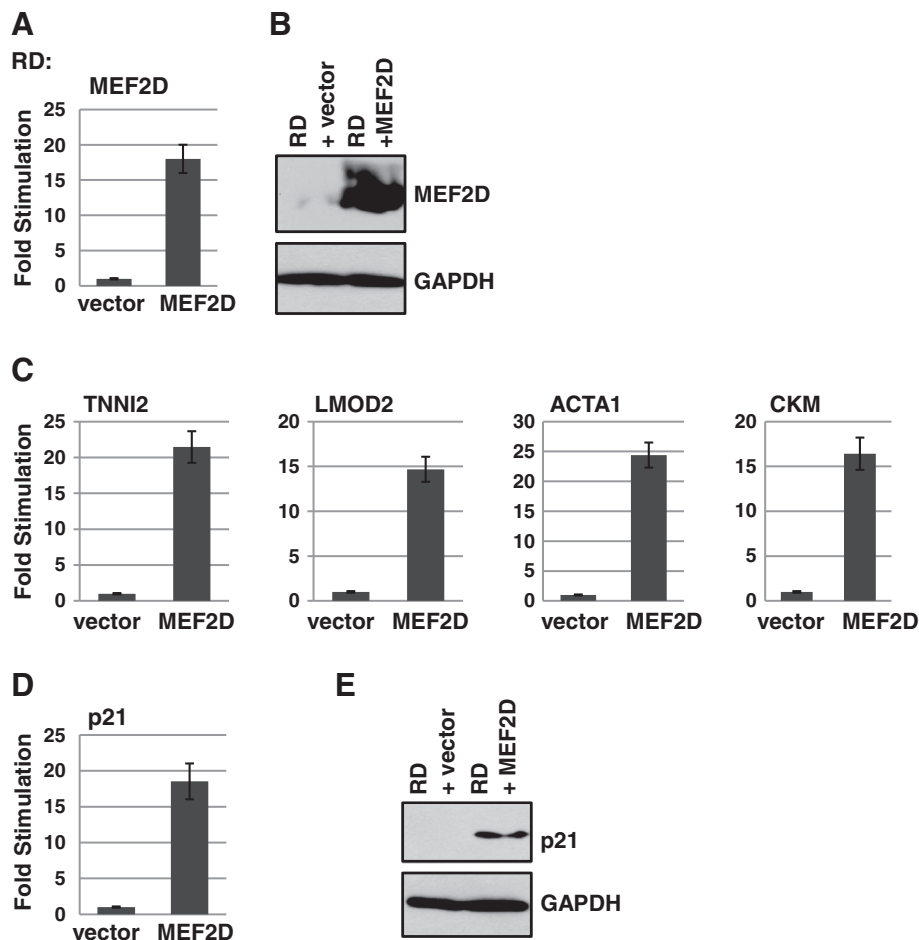 A
RD:
MEF2D
Fold Stimulation
25
20
15
10
5
0
vector
MEF2D
B
RD
+ vector
RD
+MEF2D
MEF2D
GAPDH
C
TNNI2
Fold Stimulation
25
20
15
10
5
0
vector
MEF2D
LMOD2
20
15
10
5
0
vector
MEF2D
ACTA1
30
25
20
15
10
5
0
vector
MEF2D
CKM
20
15
10
5
0
vector
MEF2D
D
p21
Fold Stimulation
25
20
15
10
5
0
vector
MEF2D
E
RD
+ vector
RD
+ MEF2D
p21
GAPDH